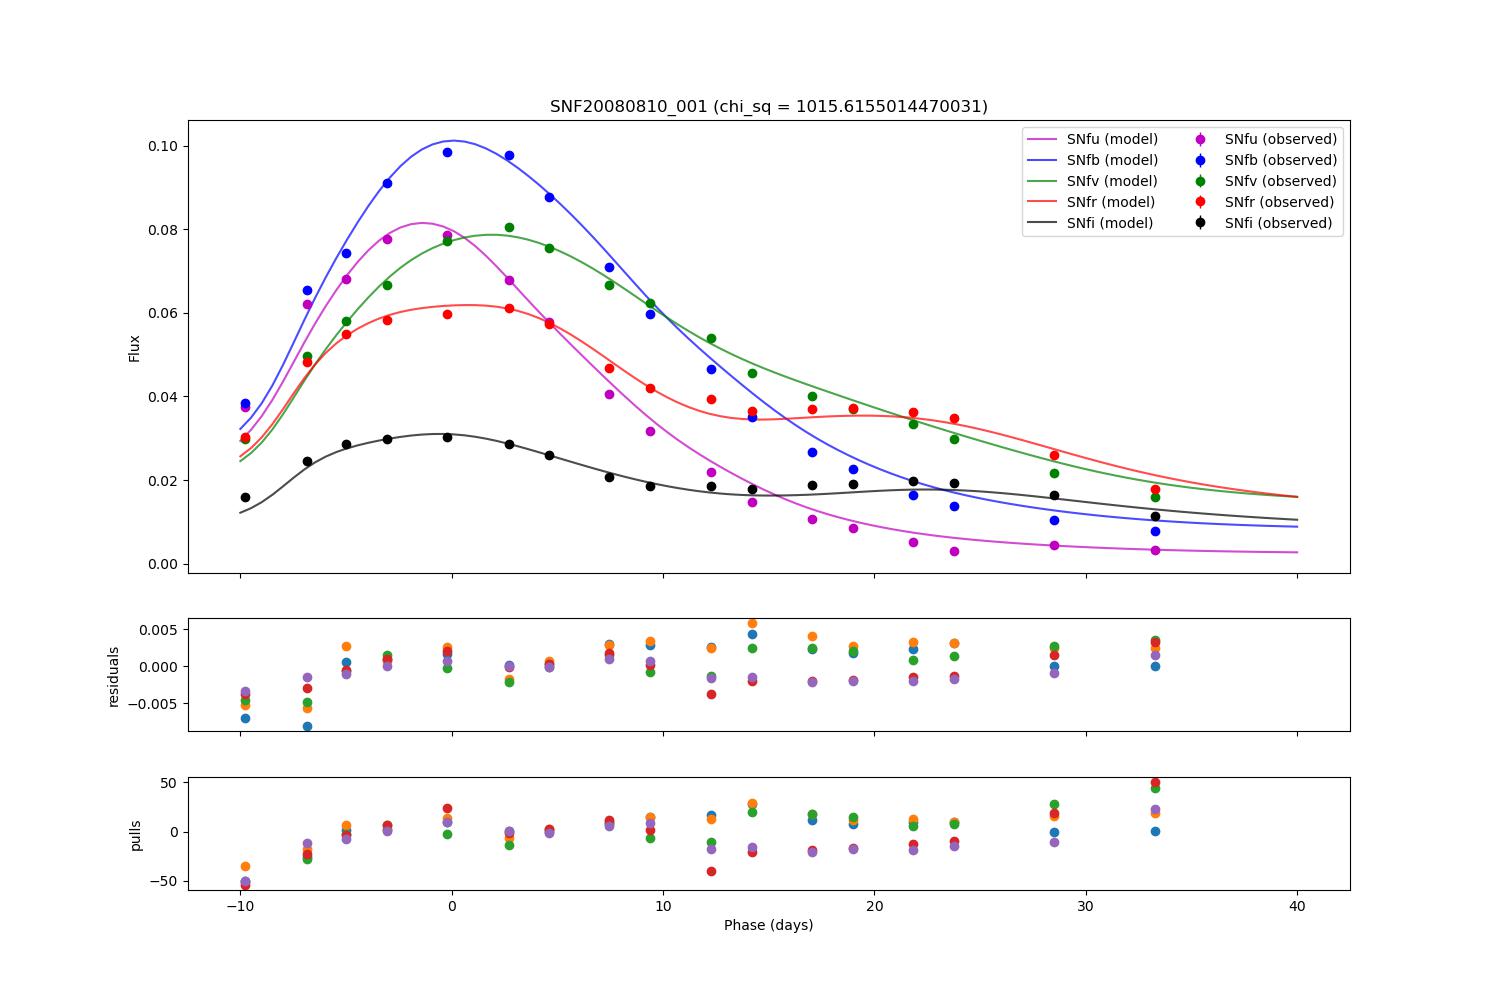 SNF20080810_001 (chi_sq = 1015.6155014470031)
SNfu (model) SNfu (observed)
SNfb (model) SNfb (observed)
SNfv (model) SNfv (observed)
SNfr (model) SNfr (observed)
SNfi (model) SNfi (observed)
Flux
0.10
0.08
0.06
0.04
0.02
0.00
residuals
0.005
0.000
−0.005
pulls
50
0
−50
−10 0 10 20 30 40
Phase (days)